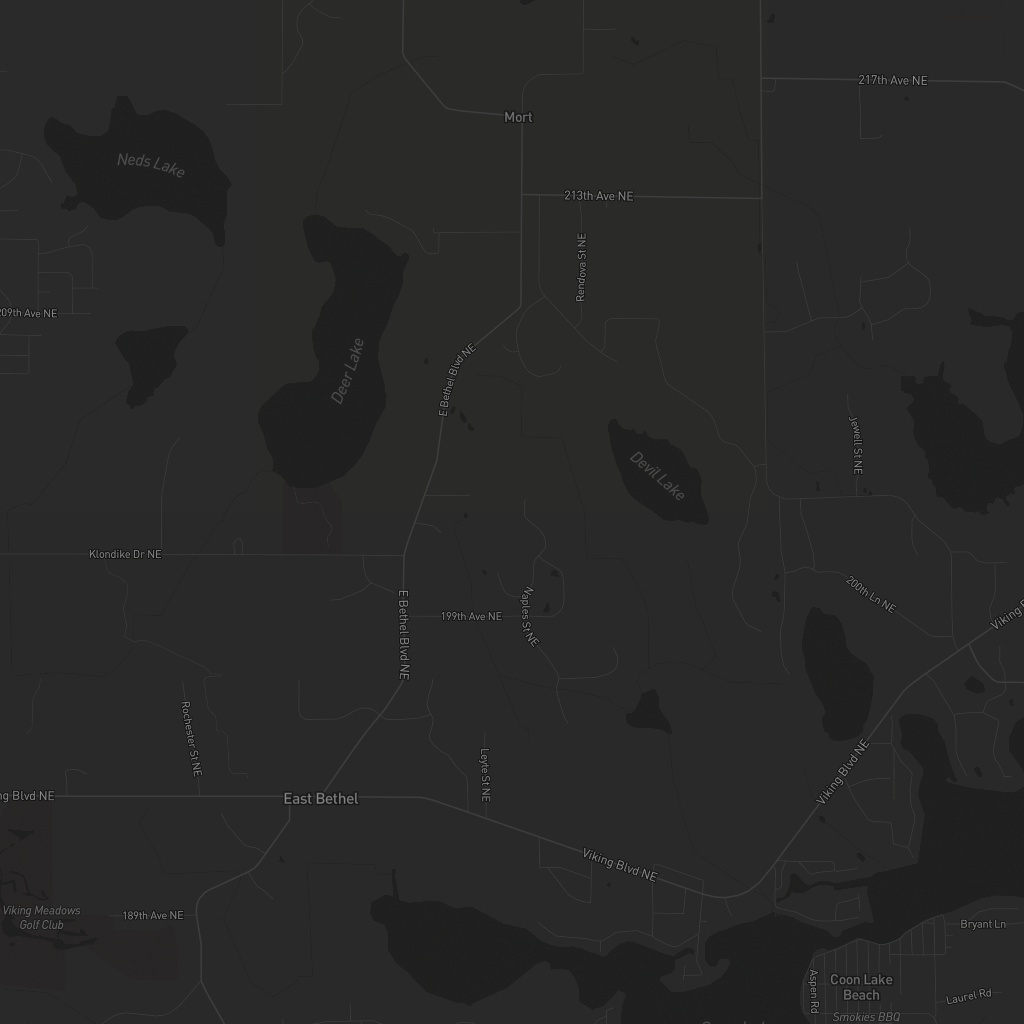 217th Ave NE
Mort
Neds Lake
213th Ave NE
Rendova St NE
209th Ave NE
Deer Lake
E Bethel Blvd NE
Jewell St NE
Devil Lake
Klondike Dr NE
200th Ln NE
E Bethel Blvd NE
199th Ave NE
Naples St NE
Viking B
Rochester St NE
Leyte St NE
Viking Blvd NE
ng Blvd NE
East Bethel
Viking Blvd NE
Viking Meadows
Golf Club
189th Ave NE
Bryant Ln
Aspen Rd
Coon Lake
Beach
Laurel Rd
Smokies BBQ